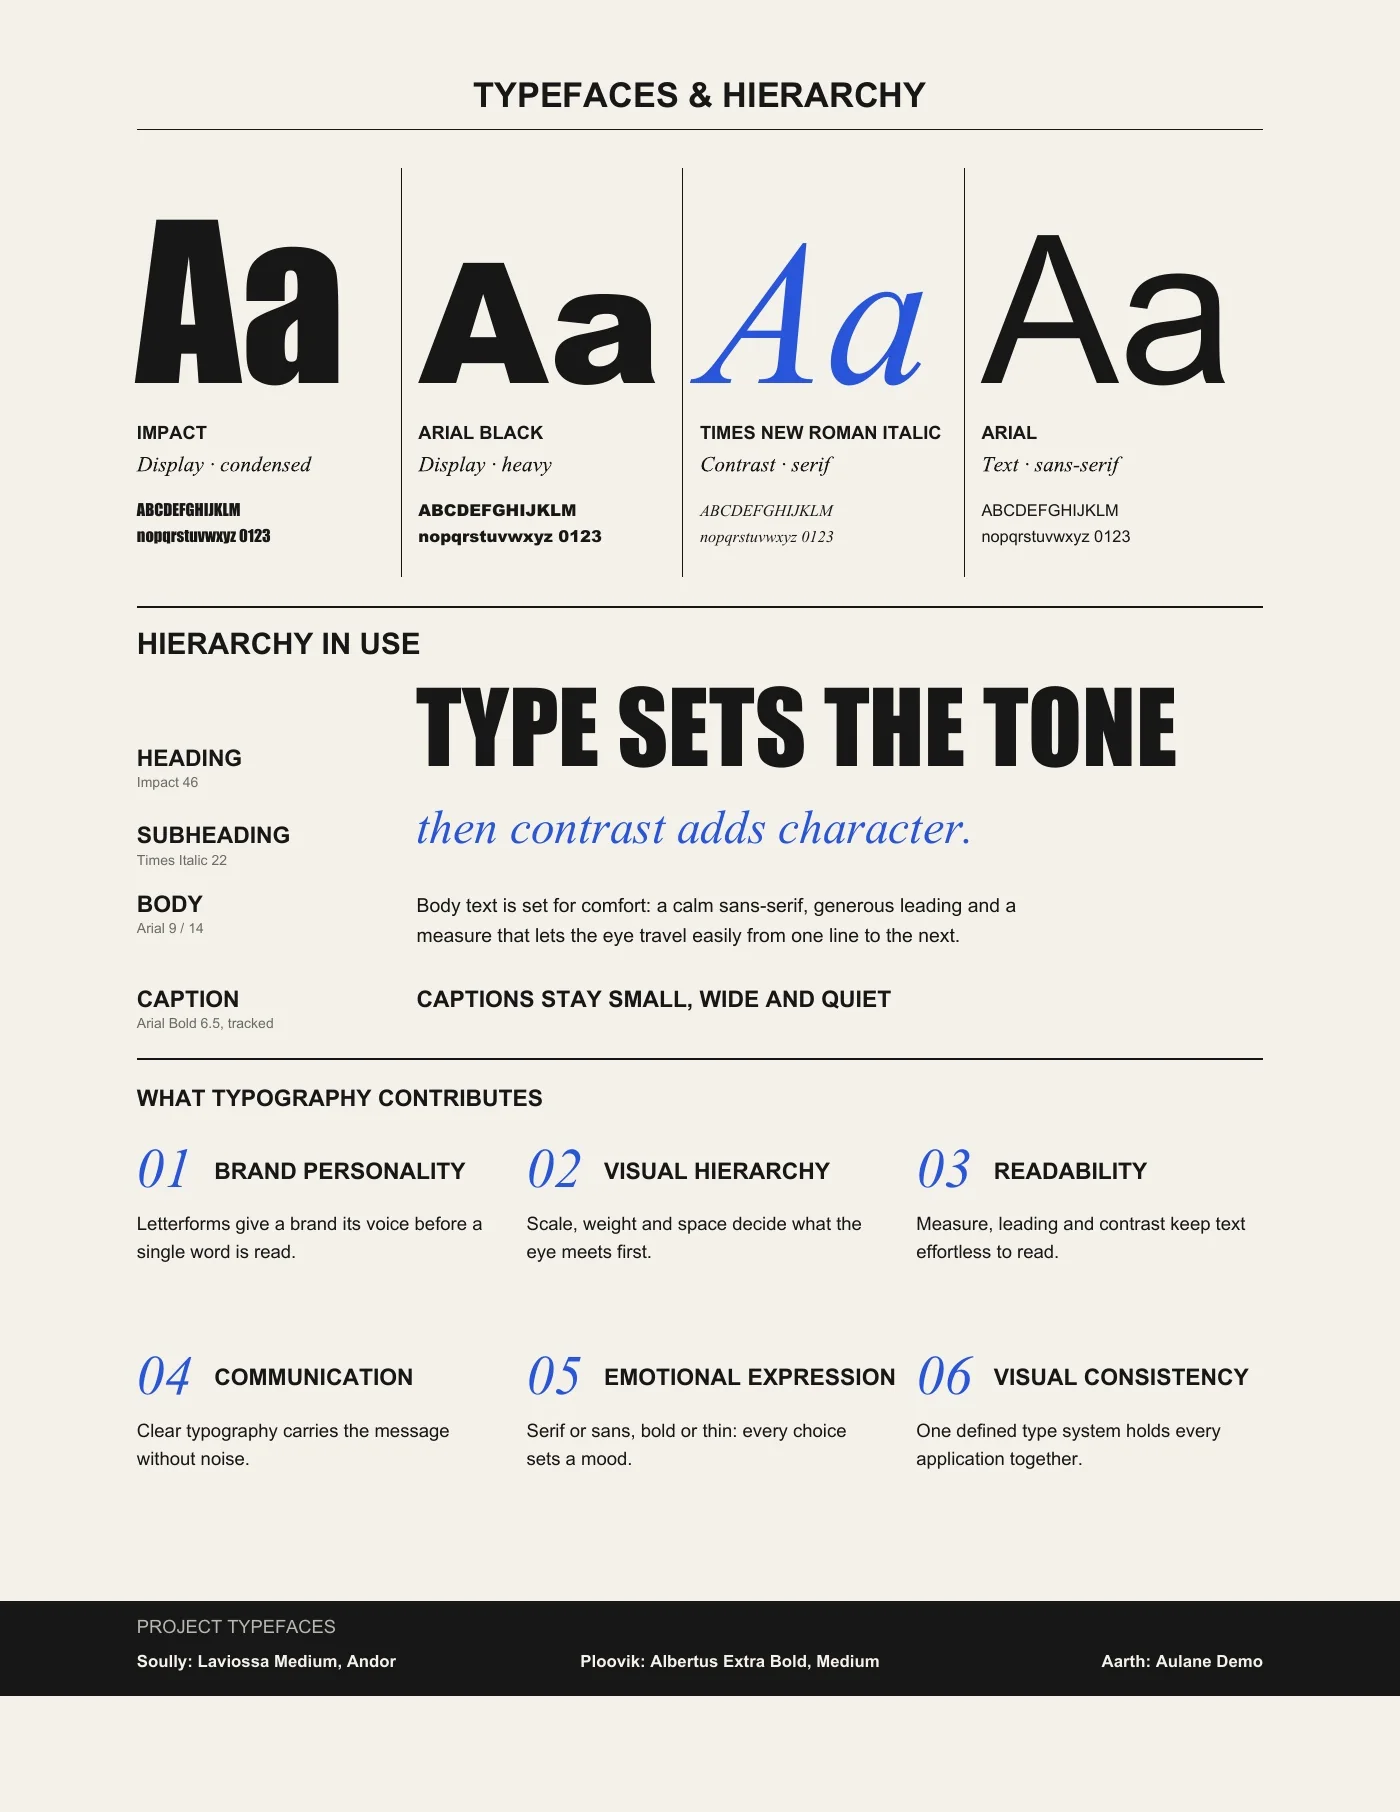 TYPEFACES & HIERARCHY
Aa
IMPACT
Display · condensed
ABCDEFGHIJKLM
nopqrstuvwxyz 0123
Aa
ARIAL BLACK
Display · heavy
ABCDEFGHIJKLM
nopqrstuvwxyz 0123
Aa
TIMES NEW ROMAN ITALIC
Contrast · serif
ABCDEFGHIJKLM
nopqrstuvwxyz 0123
Aa
ARIAL
Text · sans-serif
ABCDEFGHIJKLM
nopqrstuvwxyz 0123
HIERARCHY IN USE
HEADING
Impact 46
TYPE SETS THE TONE
SUBHEADING
Times Italic 22
then contrast adds character.
BODY
Arial 9 / 14
Body text is set for comfort: a calm sans-serif, generous leading and a
measure that lets the eye travel easily from one line to the next.
CAPTION
Arial Bold 6.5, tracked
CAPTIONS STAY SMALL, WIDE AND QUIET
WHAT TYPOGRAPHY CONTRIBUTES
01 BRAND PERSONALITY
Letterforms give a brand its voice before a
single word is read.
02 VISUAL HIERARCHY
Scale, weight and space decide what the
eye meets first.
03 READABILITY
Measure, leading and contrast keep text
effortless to read.
04 COMMUNICATION
Clear typography carries the message
without noise.
05 EMOTIONAL EXPRESSION
Serif or sans, bold or thin: every choice
sets a mood.
06 VISUAL CONSISTENCY
One defined type system holds every
application together.
PROJECT TYPEFACES
Soully: Laviossa Medium, Andor
Ploovik: Albertus Extra Bold, Medium
Aarth: Aulane Demo